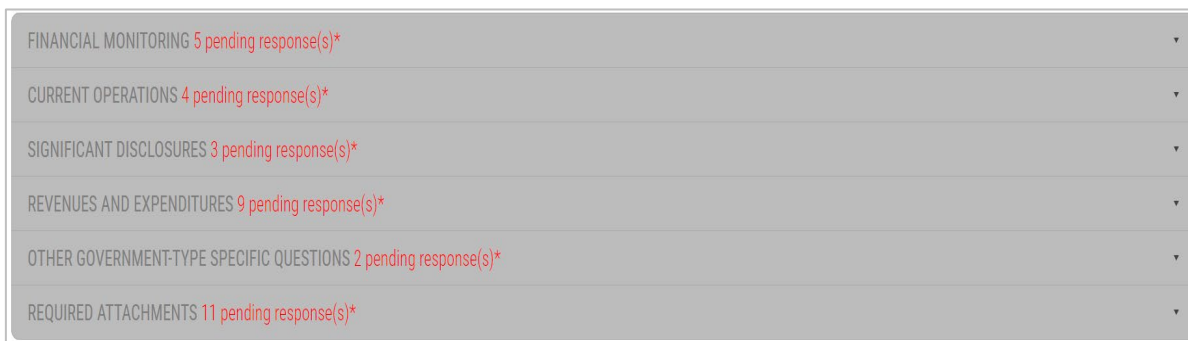 FINANCIAL MONITORING 5 pending response(s)*
CURRENT OPERATIONS 4 pending response(s)*
SIGNIFICANT DISCLOSURES 3 pending response(s)*
REVENUES AND EXPENDITURES 9 pending response(s)*
OTHER GOVERNMENT-TYPE SPECIFIC QUESTIONS 2 pending response(s)*
REQUIRED ATTACHMENTS 11 pending response(s)*